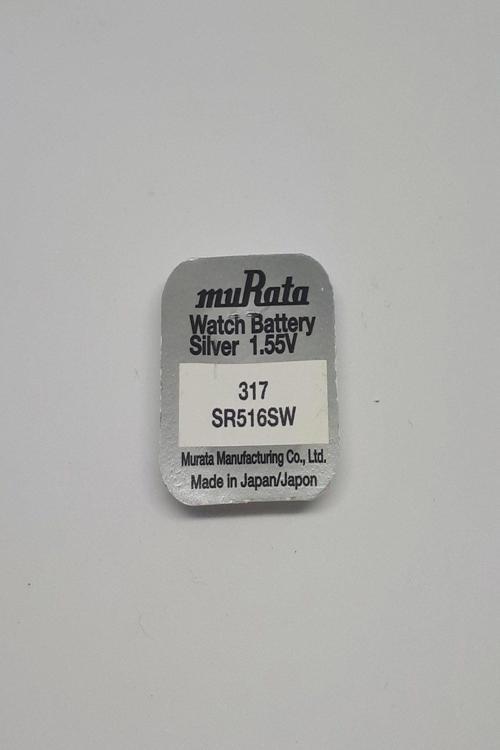 muRata
Watch Battery
Silver 1.55V
317
SR516SW
Murata Manufacturing Co., Ltd.
Made in Japan/Japon